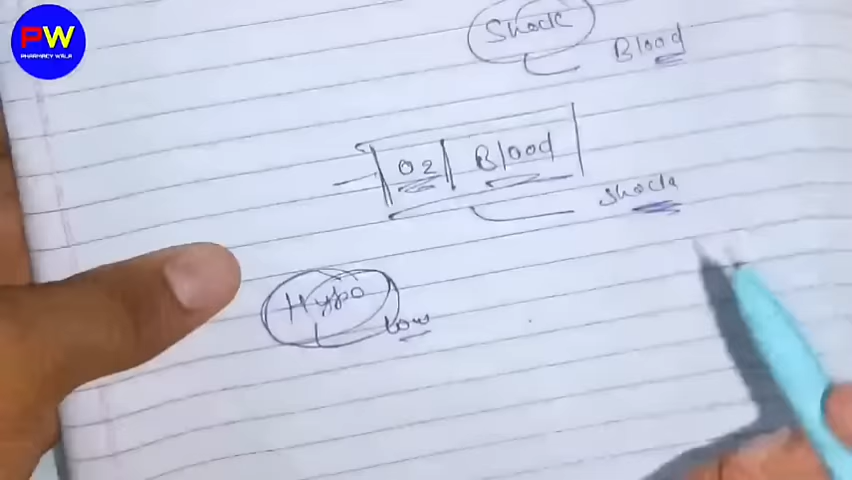 PW
PHARMACY WALA
Shock
Blood
O2 Blood
Shock
Hypo
Low